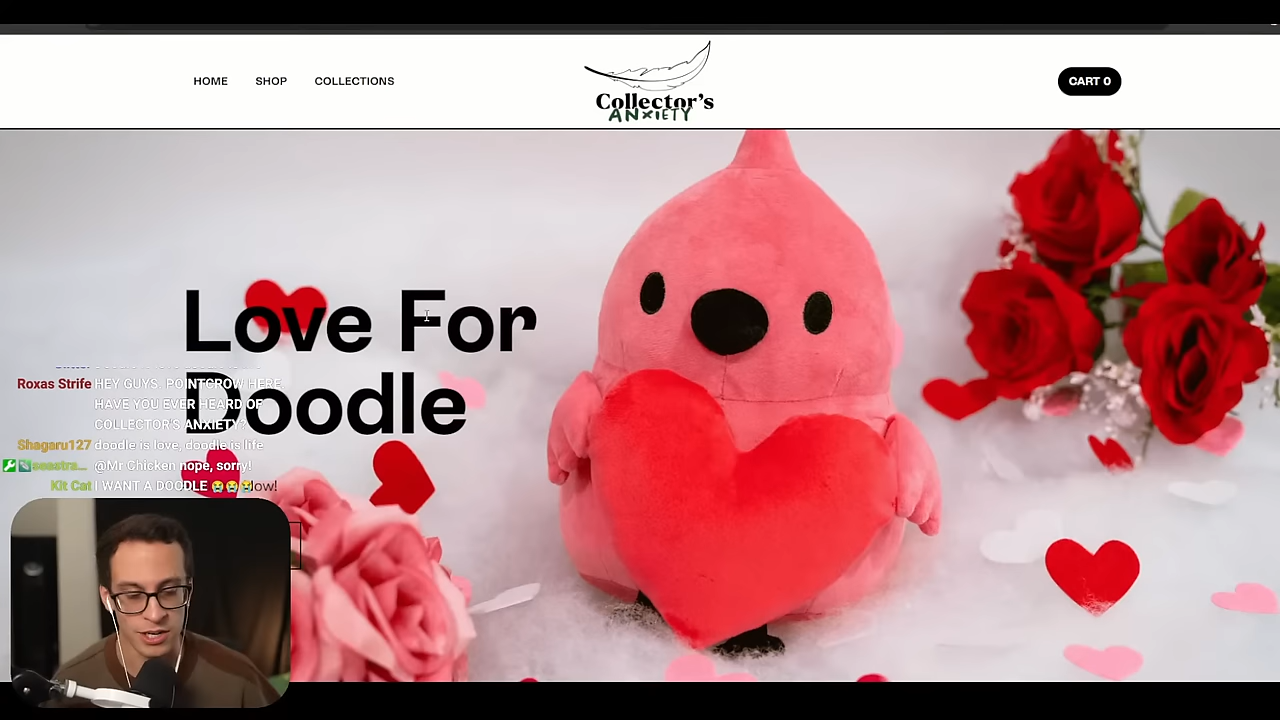 HOME SHOP COLLECTIONS
Collector's
ANXIETY
CART 0
Love For
Doodle
Roxas Strife HEY GUYS, POINTCROW HERE
HAVE YOU EVER HEARD OF
COLLECTOR'S ANXIETY?
Shagaru127 doodle is love, doodle is life
@Mr Chicken nope, sorry!
Kit Cat I WANT A DOODLE 😭😭😭
Now!